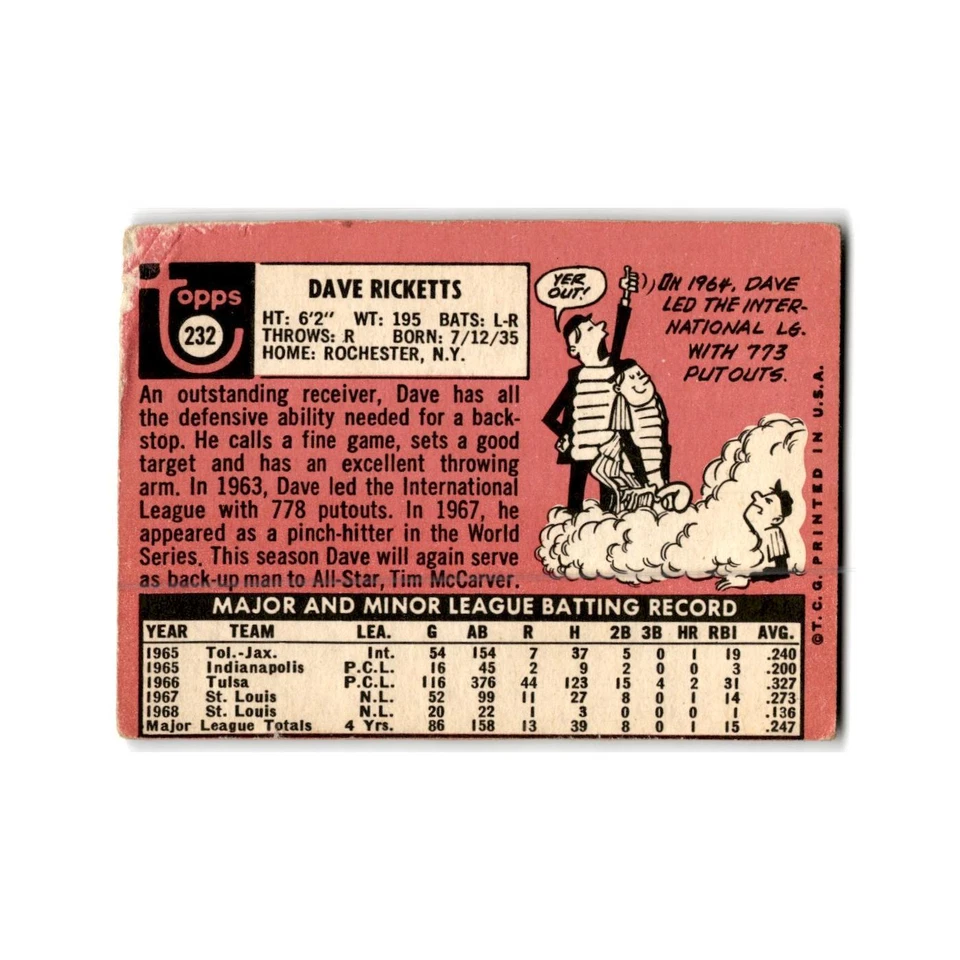 Topps
232
DAVE RICKETTS
HT: 6'2" WT: 195 BATS: L-R
THROWS: R BORN: 7/12/35
HOME: ROCHESTER, N.Y.
An outstanding receiver, Dave has all
the defensive ability needed for a back-
stop. He calls a fine game, sets a good
target and has an excellent throwing
arm. In 1963, Dave led the International
League with 778 putouts. In 1967, he
appeared as a pinch-hitter in the World
Series. This season Dave will again serve
as back-up man to All-Star, Tim McCarver.
YER
OUT!
IN 1964, DAVE
LED THE INTER-
NATIONAL LG.
WITH 773
PUTOUTS.
©T.C.G. PRINTED IN U.S.A.
MAJOR AND MINOR LEAGUE BATTING RECORD
YEAR TEAM LEA. G AB R H 2B 3B HR RBI AVG.
1965 Tol.-Jax. Int. 54 154 7 37 5 0 1 19 .240
1965 Indianapolis P.C.L. 16 45 2 9 2 0 0 3 .200
1966 Tulsa P.C.L. 116 376 44 123 15 4 2 31 .327
1967 St. Louis N.L. 52 99 11 27 8 0 1 14 .273
1968 St. Louis N.L. 20 22 1 3 0 0 0 1 .136
Major League Totals 4 Yrs. 86 158 13 39 8 0 1 15 .247